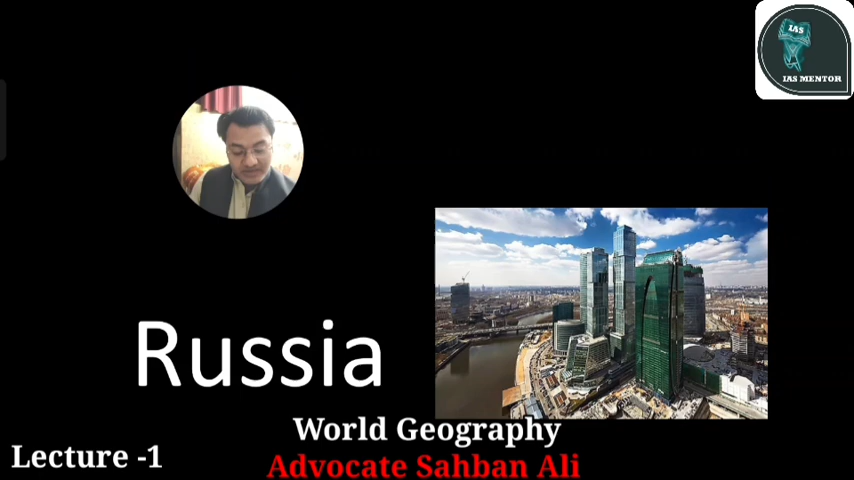 IAS
IAS MENTOR
Russia
World Geography
Lecture -1
Advocate Sahban Ali